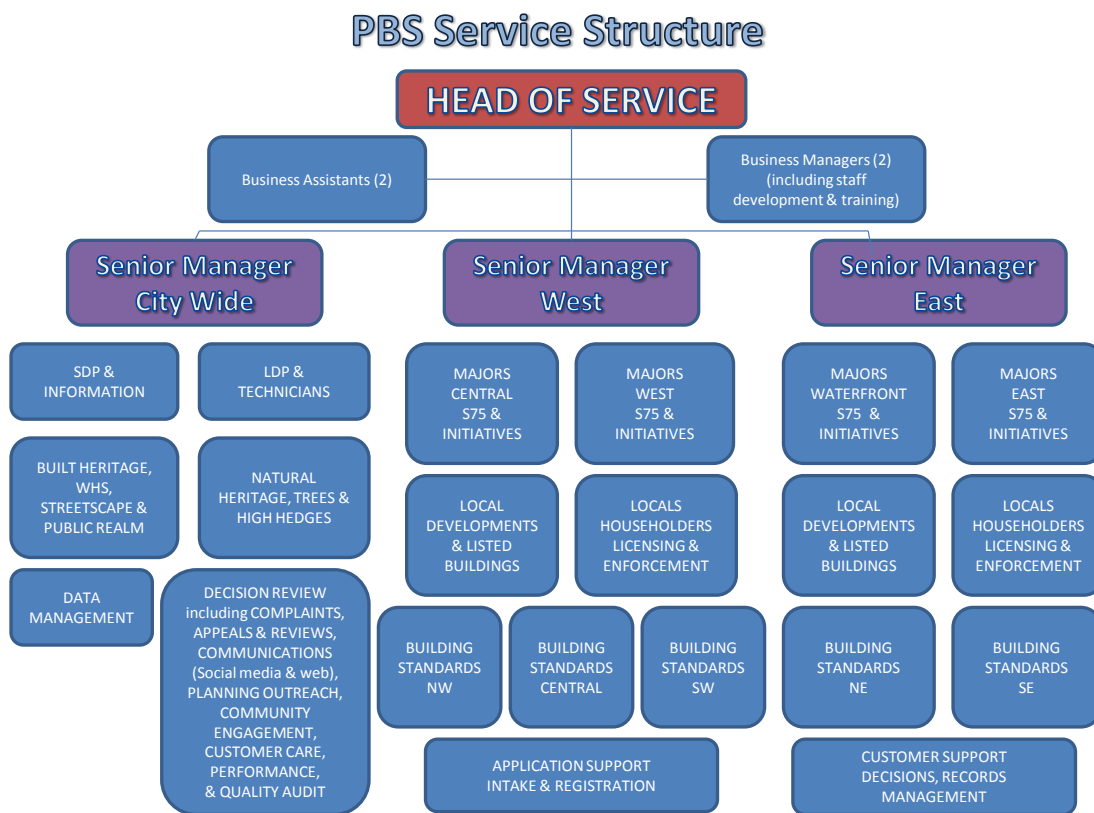 PBS Service Structure
HEAD OF SERVICE
Business Assistants (2)
Business Managers (2)
(including staff
development & training)
Senior Manager
City Wide
Senior Manager
West
Senior Manager
East
SDP &
INFORMATION
LDP &
TECHNICIANS
BUILT HERITAGE,
WHS,
STREETSCAPE &
PUBLIC REALM
NATURAL
HERITAGE, TREES &
HIGH HEDGES
DATA
MANAGEMENT
DECISION REVIEW
including COMPLAINTS,
APPEALS & REVIEWS,
COMMUNICATIONS
(Social media & web),
PLANNING OUTREACH,
COMMUNITY
ENGAGEMENT,
CUSTOMER CARE,
PERFORMANCE,
& QUALITY AUDIT
MAJORS
CENTRAL
S75 &
INITIATIVES
MAJORS
WEST
S75 &
INITIATIVES
LOCAL
DEVELOPMENTS
& LISTED
BUILDINGS
LOCALS
HOUSEHOLDERS
LICENSING &
ENFORCEMENT
BUILDING
STANDARDS
NW
BUILDING
STANDARDS
CENTRAL
BUILDING
STANDARDS
SW
APPLICATION SUPPORT
INTAKE & REGISTRATION
MAJORS
WATERFRONT
S75 &
INITIATIVES
MAJORS
EAST
S75 &
INITIATIVES
LOCAL
DEVELOPMENTS
& LISTED
BUILDINGS
LOCALS
HOUSEHOLDERS
LICENSING &
ENFORCEMENT
BUILDING
STANDARDS
NE
BUILDING
STANDARDS
SE
CUSTOMER SUPPORT
DECISIONS, RECORDS
MANAGEMENT